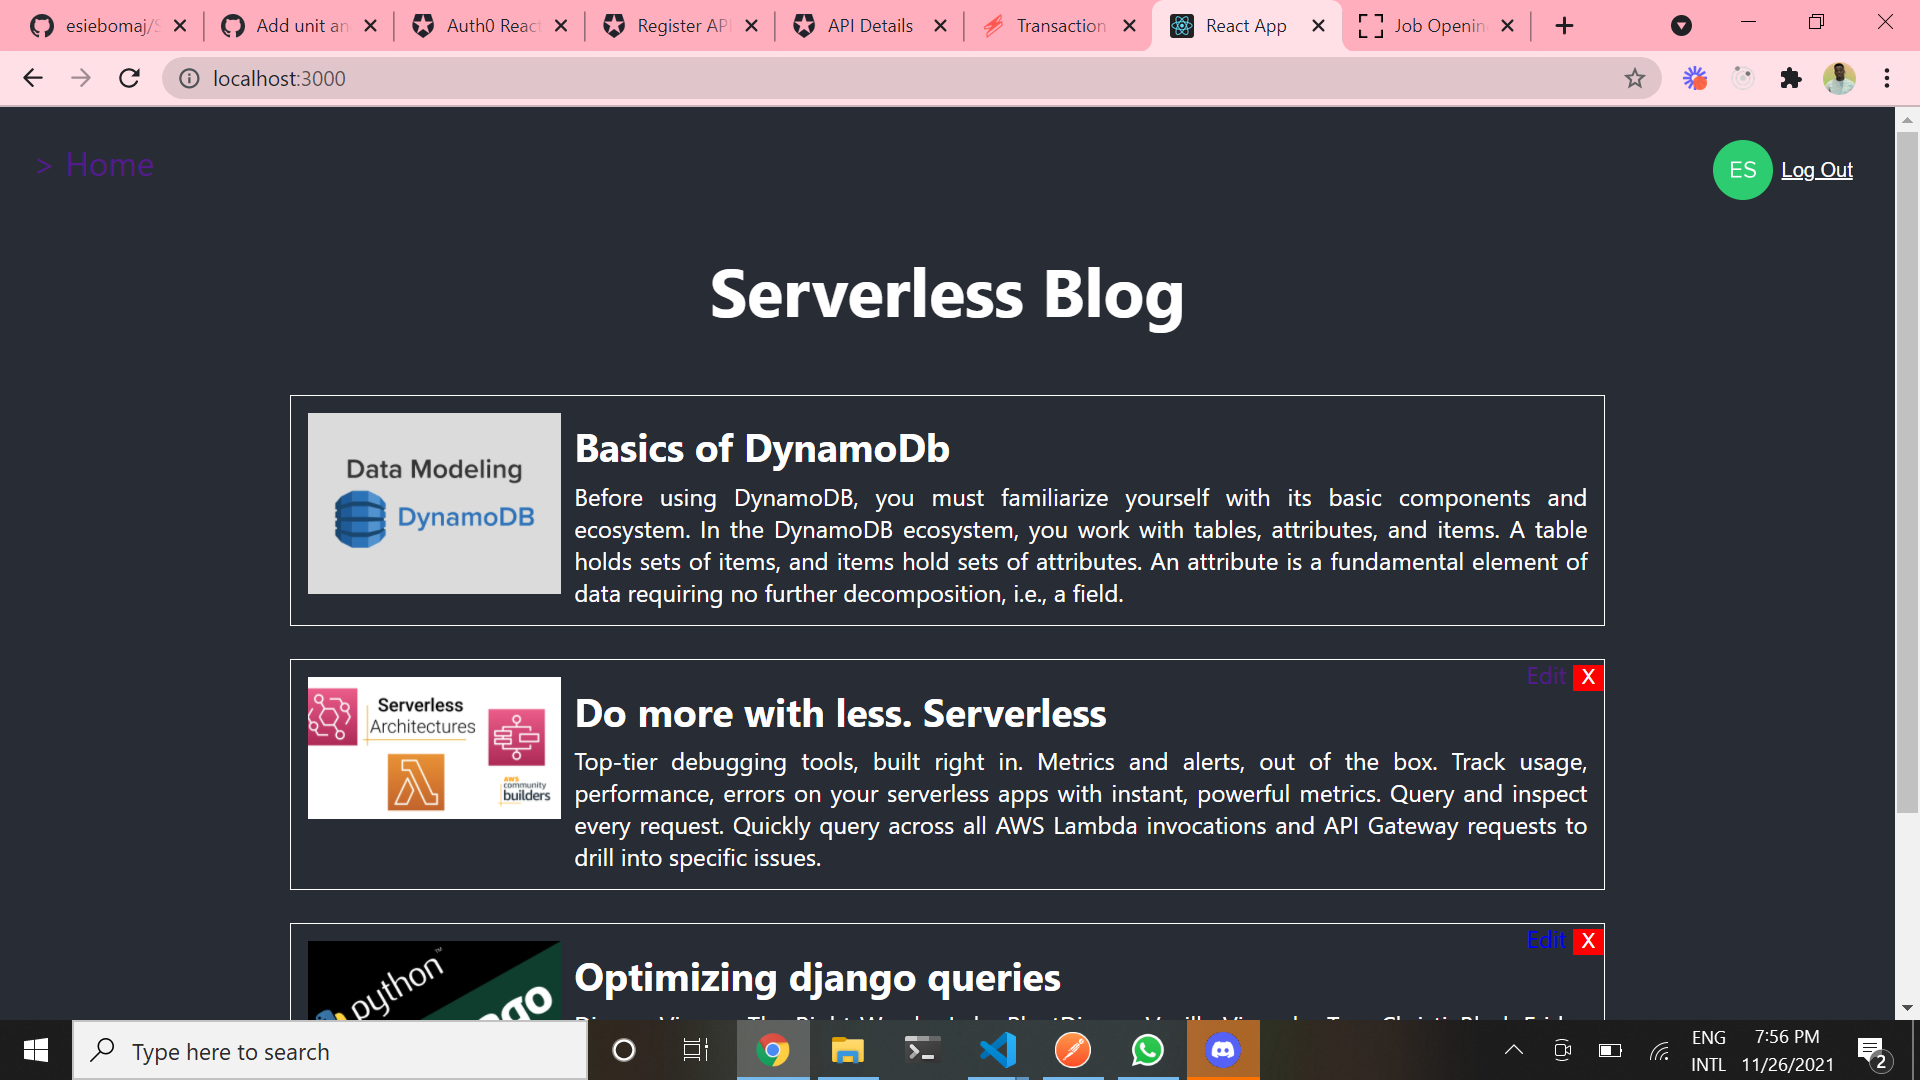 esiebomaj/S
Add unit an
Auth0 React
Register API
API Details
Transaction
React App
Job Opening
localhost:3000
> Home
ES
Log Out
Serverless Blog
Data Modeling
DynamoDB
Basics of DynamoDb
Before using DynamoDB, you must familiarize yourself with its basic components and
ecosystem. In the DynamoDB ecosystem, you work with tables, attributes, and items. A table
holds sets of items, and items hold sets of attributes. An attribute is a fundamental element of
data requiring no further decomposition, i.e., a field.
Edit X
Serverless
Architectures
aws
community
builders
Do more with less. Serverless
Top-tier debugging tools, built right in. Metrics and alerts, out of the box. Track usage,
performance, errors on your serverless apps with instant, powerful metrics. Query and inspect
every request. Quickly query across all AWS Lambda invocations and API Gateway requests to
drill into specific issues.
Edit X
python™
Optimizing django queries
Type here to search
ENG
INTL
7:56 PM
11/26/2021
2